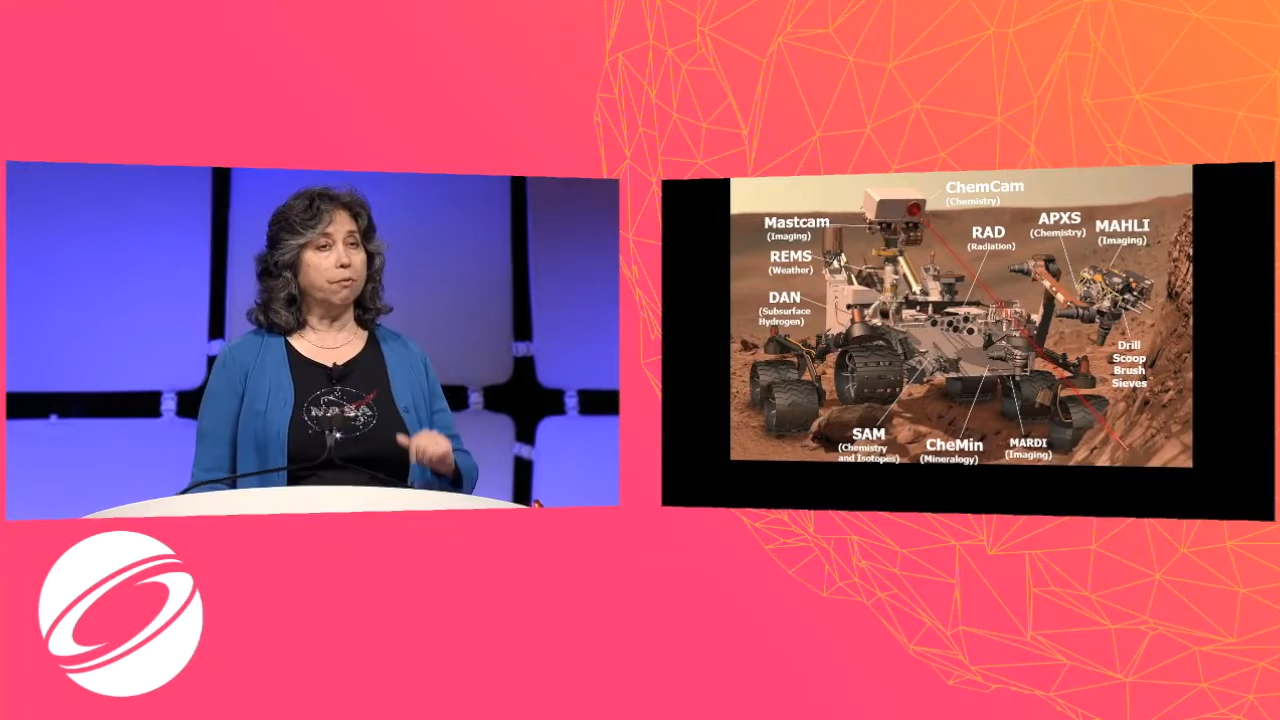 NASA
ChemCam
(Chemistry)
Mastcam
(Imaging)
APXS
(Chemistry)
MAHLI
(Imaging)
RAD
(Radiation)
REMS
(Weather)
DAN
(Subsurface
Hydrogen)
Drill
Scoop
Brush
Sieves
SAM
(Chemistry
and Isotopes)
CheMin
(Mineralogy)
MARDI
(Imaging)